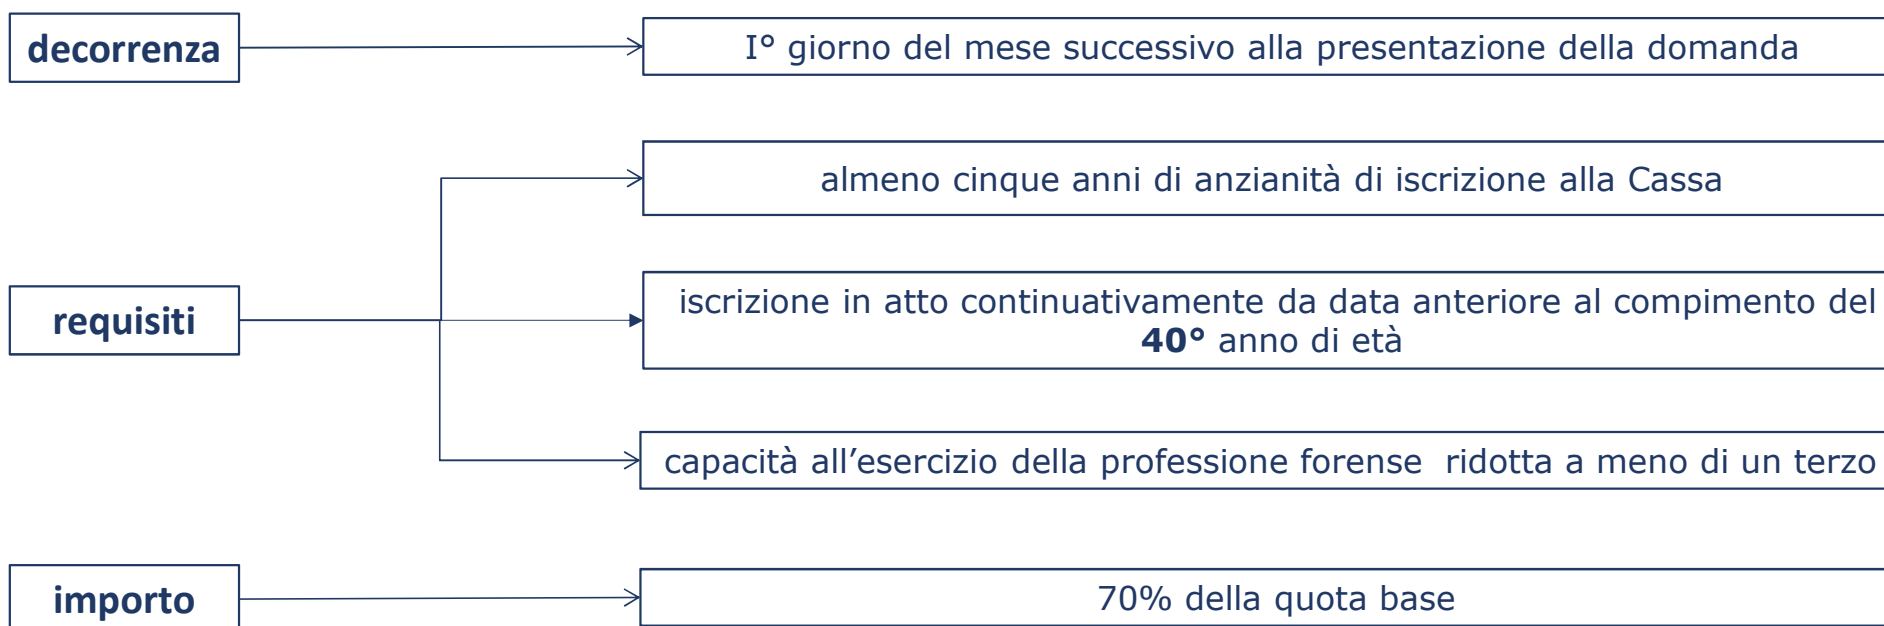 decorrenza
I° giorno del mese successivo alla presentazione della domanda
almeno cinque anni di anzianità di iscrizione alla Cassa
requisiti
iscrizione in atto continuativamente da data anteriore al compimento del
40° anno di età
capacità all’esercizio della professione forense  ridotta a meno di un terzo
importo
70% della quota base